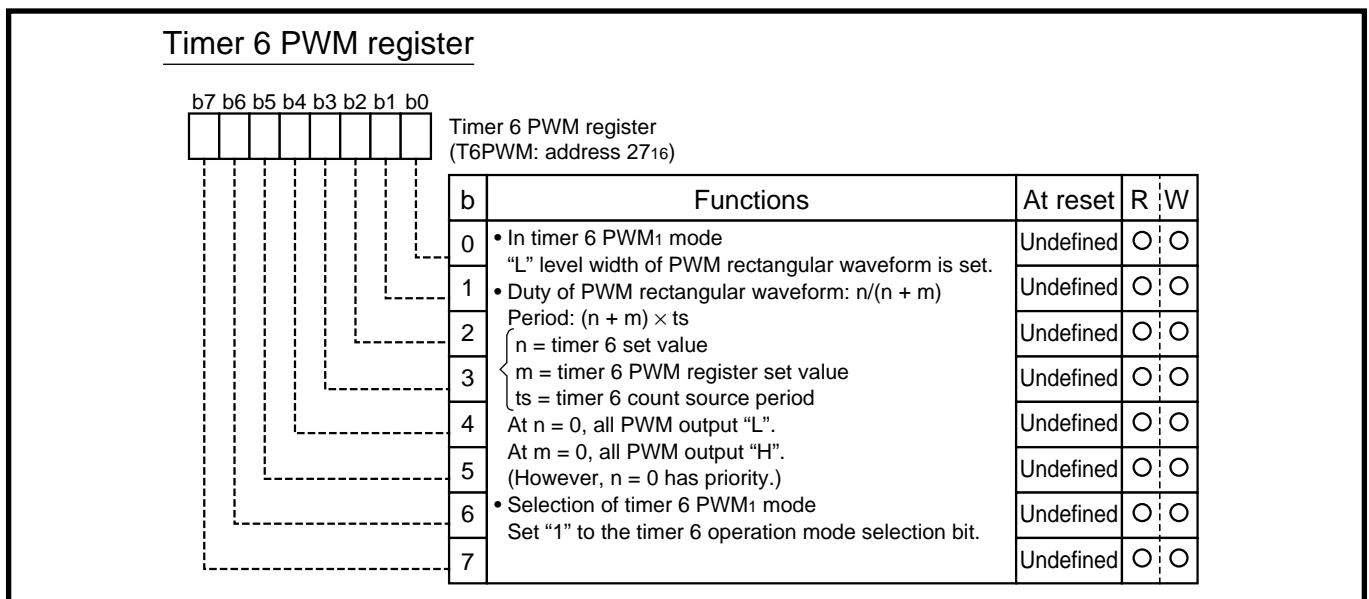 Timer 6 PWM register
b7 b6 b5 b4 b3 b2 b1 b0
Timer 6 PWM register
(T6PWM: address 2716)
b Functions At reset R W
0 • In timer 6 PWM1 mode Undefined ○ ○
“L” level width of PWM rectangular waveform is set.
1 • Duty of PWM rectangular waveform: n/(n + m) Undefined ○ ○
Period: (n + m) × ts
2 n = timer 6 set value Undefined ○ ○
3 m = timer 6 PWM register set value Undefined ○ ○
ts = timer 6 count source period
4 At n = 0, all PWM output “L”. Undefined ○ ○
At m = 0, all PWM output “H”.
5 (However, n = 0 has priority.) Undefined ○ ○
6 • Selection of timer 6 PWM1 mode Undefined ○ ○
Set “1” to the timer 6 operation mode selection bit.
7 Undefined ○ ○